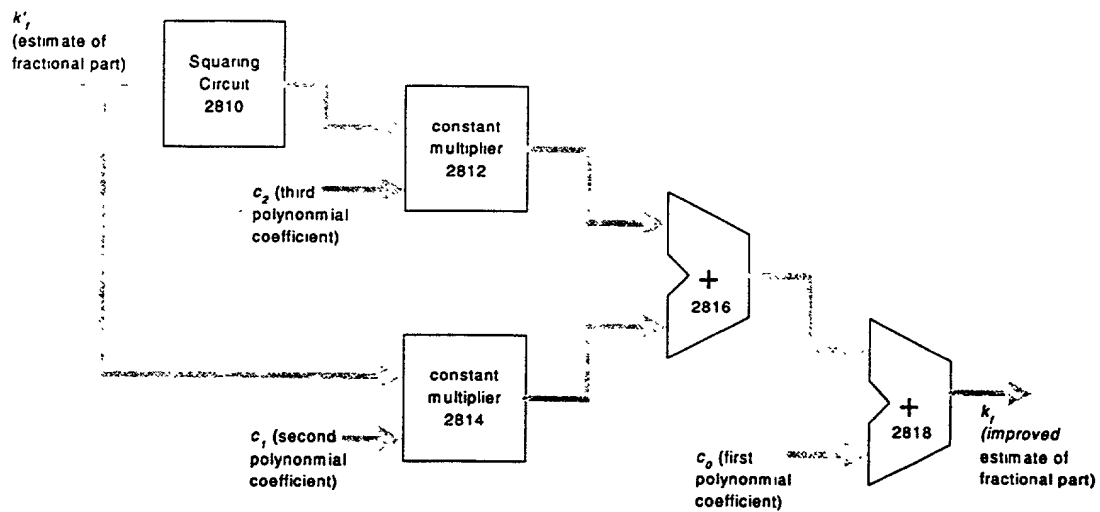 k'f
(estimate of
fractional part)
Squaring
Circuit
2810
constant
multiplier
2812
c2 (third
polynonmial
coefficient)
+
2816
constant
multiplier
2814
c1 (second
polynonmial
coefficient)
+
2818
c0 (first
polynonmial
coefficient)
kf
(improved
estimate of
fractional part)